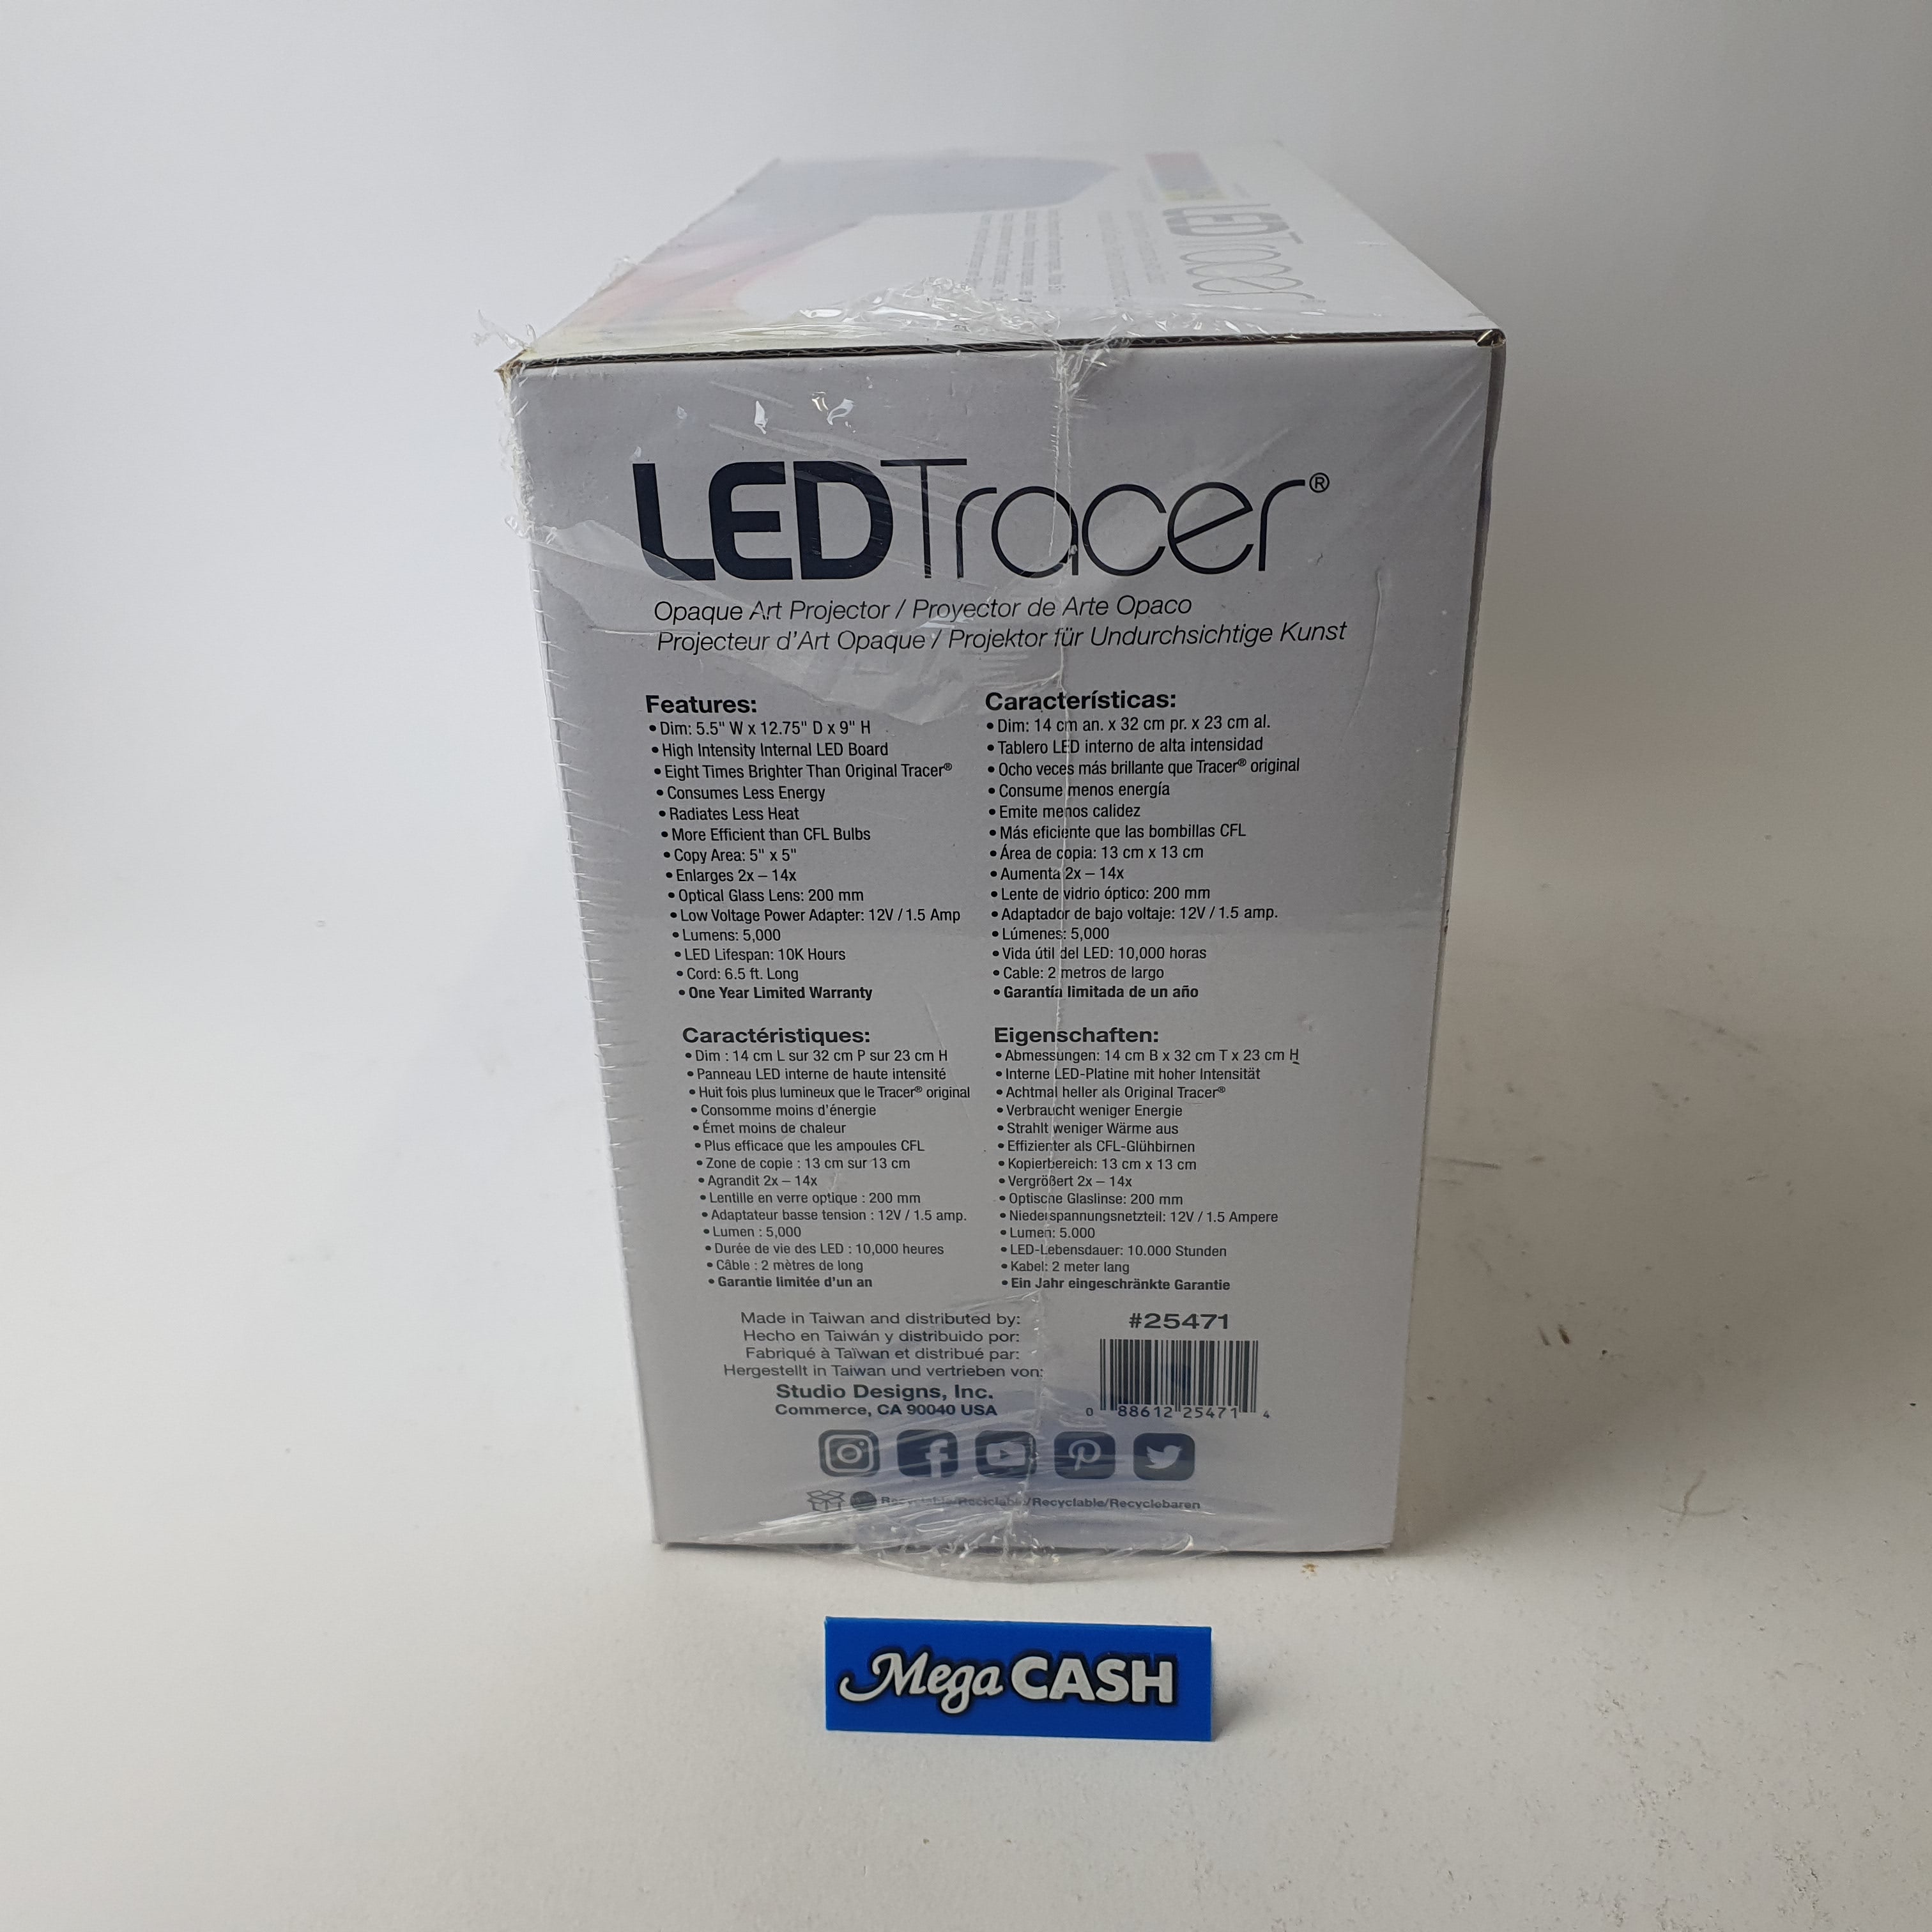 LEDTracer
LEDTracer®
Opaque Art Projector / Proyector de Arte Opaco
Projecteur d'Art Opaque / Projektor für Undurchsichtige Kunst
Features:
• Dim: 5.5" W x 12.75" D x 9" H
• High Intensity Internal LED Board
• Eight Times Brighter Than Original Tracer®
• Consumes Less Energy
• Radiates Less Heat
• More Efficient than CFL Bulbs
• Copy Area: 5" x 5"
• Enlarges 2x – 14x
• Optical Glass Lens: 200 mm
• Low Voltage Power Adapter: 12V / 1.5 Amp
• Lumens: 5,000
• LED Lifespan: 10K Hours
• Cord: 6.5 ft. Long
• One Year Limited Warranty
Características:
• Dim: 14 cm an. x 32 cm pr. x 23 cm al.
• Tablero LED interno de alta intensidad
• Ocho veces más brillante que Tracer® original
• Consume menos energía
• Emite menos calidez
• Más eficiente que las bombillas CFL
• Área de copia: 13 cm x 13 cm
• Aumenta 2x – 14x
• Lente de vidrio óptico: 200 mm
• Adaptador de bajo voltaje: 12V / 1.5 amp.
• Lúmenes: 5,000
• Vida útil del LED: 10,000 horas
• Cable: 2 metros de largo
• Garantía limitada de un año
Caractéristiques:
• Dim : 14 cm L sur 32 cm P sur 23 cm H
• Panneau LED interne de haute intensité
• Huit fois plus lumineux que le Tracer® original
• Consomme moins d'énergie
• Émet moins de chaleur
• Plus efficace que les ampoules CFL
• Zone de copie : 13 cm sur 13 cm
• Agrandit 2x – 14x
• Lentille en verre optique : 200 mm
• Adaptateur basse tension : 12V / 1.5 amp.
• Lumen : 5,000
• Durée de vie des LED : 10,000 heures
• Câble : 2 mètres de long
• Garantie limitée d'un an
Eigenschaften:
• Abmessungen: 14 cm B x 32 cm T x 23 cm H
• Interne LED-Platine mit hoher Intensität
• Achtmal heller als Original Tracer®
• Verbraucht weniger Energie
• Strahlt weniger Wärme aus
• Effizienter als CFL-Glühbirnen
• Kopierbereich: 13 cm x 13 cm
• Vergrößert 2x – 14x
• Optische Glaslinse: 200 mm
• Niederspannungsnetzteil: 12V / 1.5 Ampere
• Lumen: 5.000
• LED-Lebensdauer: 10.000 Stunden
• Kabel: 2 meter lang
• Ein Jahr eingeschränkte Garantie
Made in Taiwan and distributed by:
Hecho en Taiwán y distribuido por:
Fabriqué à Taïwan et distribué par:
Hergestellt in Taiwan und vertrieben von:
Studio Designs, Inc.
Commerce, CA 90040 USA
#25471
0 88612 25471 4
Recyclable/Reciclable/Recyclable/Recyclebaren
Mega CASH